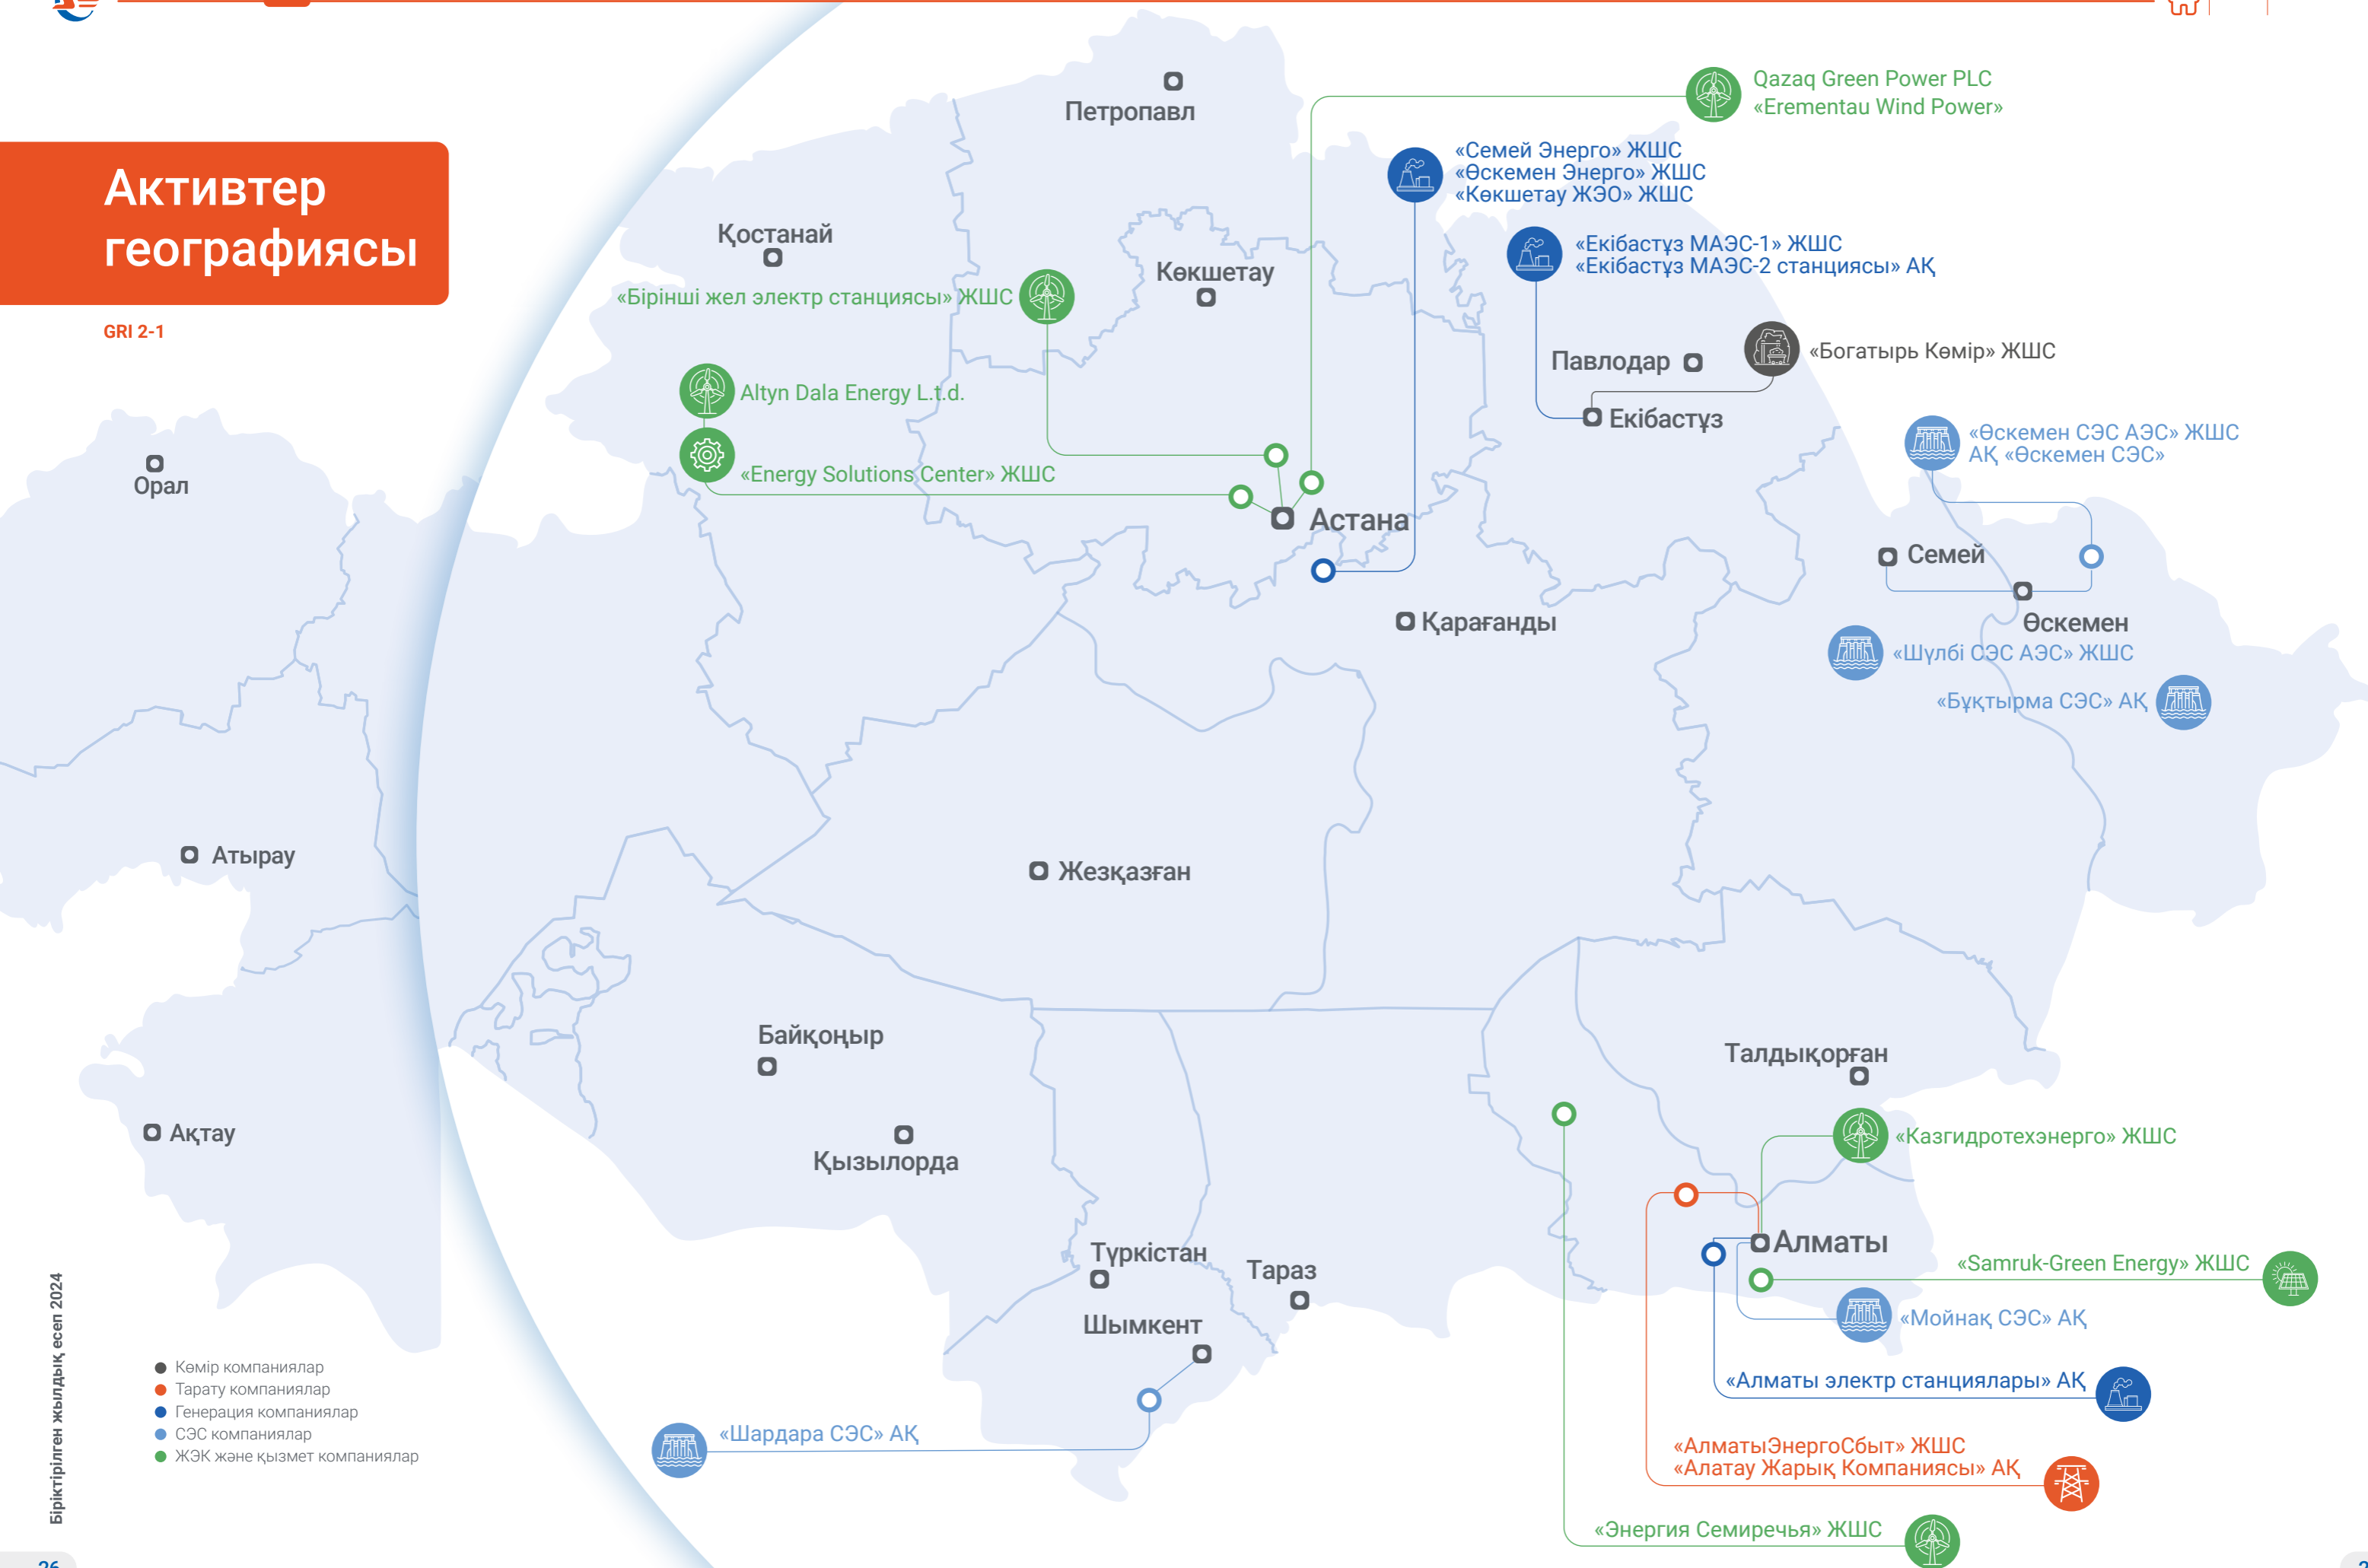 Активтер
географиясы
GRI 2-1
Петропавл
Qazaq Green Power PLC
«Erementau Wind Power»
«Семей Энерго» ЖШС
«Өскемен Энерго» ЖШС
«Көкшетау ЖЭО» ЖШС
Қостанай
«Екібастұз МАЭС-1» ЖШС
«Екібастұз МАЭС-2 станциясы» АҚ
Көкшетау
«Бірінші жел электр станциясы» ЖШС
Павлодар
«Богатырь Көмір» ЖШС
Altyn Dala Energy L.t.d.
Екібастұз
«Өскемен СЭС АЭС» ЖШС
АҚ «Өскемен СЭС»
«Energy Solutions Center» ЖШС
Орал
Астана
Семей
Қарағанды
Өскемен
«Шүлбі СЭС АЭС» ЖШС
«Бұқтырма СЭС» АҚ
Атырау
Жезқазған
Байқоңыр
Талдықорған
Ақтау
Қызылорда
«Казгидротехэнерго» ЖШС
Түркістан
Алматы
Тараз
«Samruk-Green Energy» ЖШС
Шымкент
«Мойнақ СЭС» АҚ
«Алматы электр станциялары» АҚ
«Шардара СЭС» АҚ
«АлматыЭнергоСбыт» ЖШС
«Алатау Жарық Компаниясы» АҚ
«Энергия Семиречья» ЖШС
Көмір компаниялар
Тарату компаниялар
Генерация компаниялар
СЭС компаниялар
ЖЭК және қызмет компаниялар
Біріктірілген жылдық есеп 2024
26